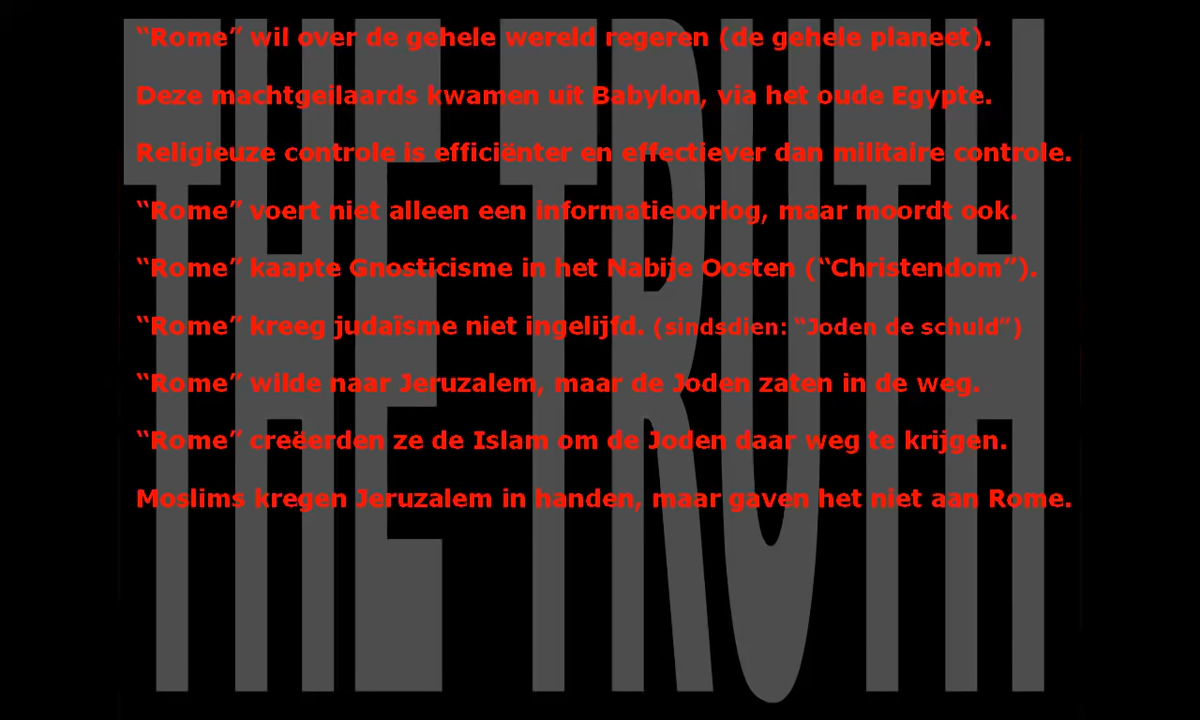 THE TRUTH
“Rome” wil over de gehele wereld regeren (de gehele planeet).
Deze machtgeilaards kwamen uit Babylon, via het oude Egypte.
Religieuze controle is efficiënter en effectiever dan militaire controle.
“Rome” voert niet alleen een informatieoorlog, maar moordt ook.
“Rome” kaapte Gnosticisme in het Nabije Oosten (“Christendom”).
“Rome” kreeg judaïsme niet ingelijfd. (sindsdien: “Joden de schuld”)
“Rome” wilde naar Jeruzalem, maar de Joden zaten in de weg.
“Rome” creëerden ze de Islam om de Joden daar weg te krijgen.
Moslims kregen Jeruzalem in handen, maar gaven het niet aan Rome.